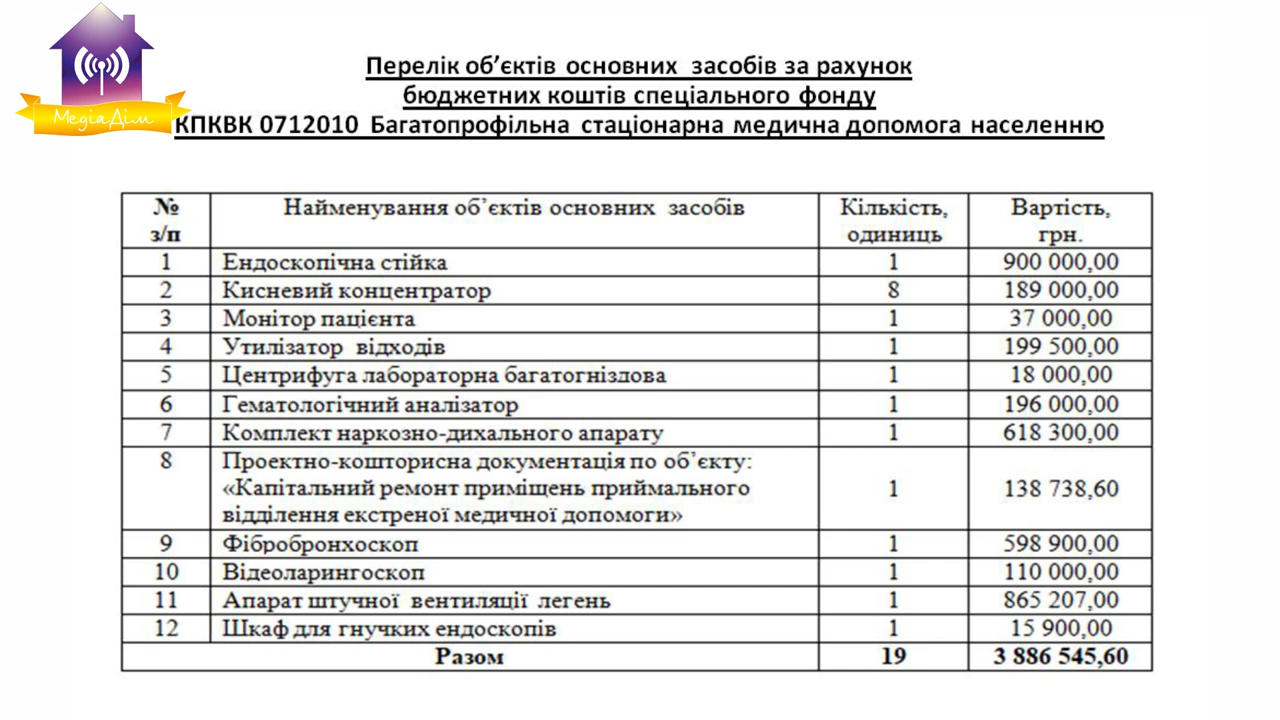 МедіаДім
Перелік об’єктів основних засобів за рахунок
бюджетних коштів спеціального фонду
КПКВК 0712010 Багатопрофільна стаціонарна медична допомога населенню
№ з/п Найменування об’єктів основних засобів Кількість, одиниць Вартість, грн.
1 Ендоскопічна стійка 1 900 000,00
2 Кисневий концентратор 8 189 000,00
3 Монітор пацієнта 1 37 000,00
4 Утилізатор відходів 1 199 500,00
5 Центрифуга лабораторна багатогніздова 1 18 000,00
6 Гематологічний аналізатор 1 196 000,00
7 Комплект наркозно-дихального апарату 1 618 300,00
8 Проектно-кошторисна документація по об’єкту:
«Капітальний ремонт приміщень приймального 1 138 738,60
відділення екстреної медичної допомоги»
9 Фібробронхоскоп 1 598 900,00
10 Відеоларингоскоп 1 110 000,00
11 Апарат штучної вентиляції легень 1 865 207,00
12 Шкаф для гнучких ендоскопів 1 15 900,00
Разом 19 3 886 545,60